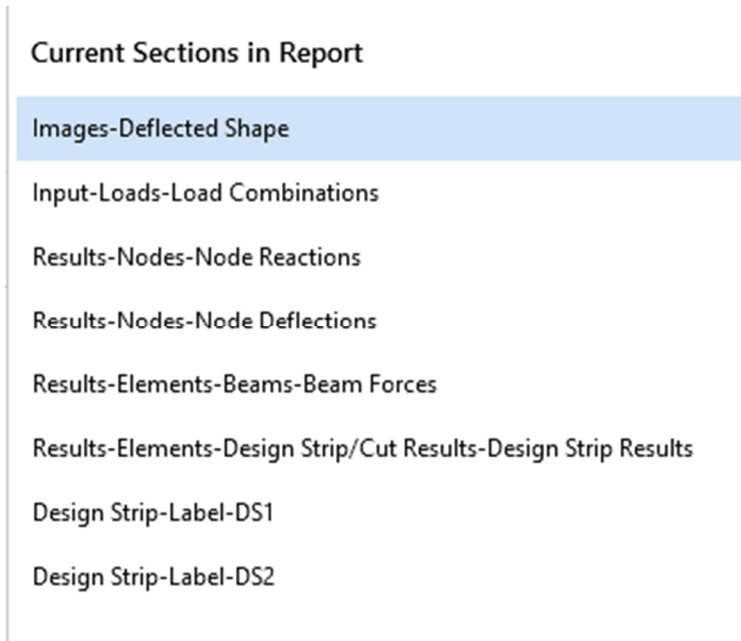 Current Sections in Report
Images-Deflected Shape
Input-Loads-Load Combinations
Results-Nodes-Node Reactions
Results-Nodes-Node Deflections
Results-Elements-Beams-Beam Forces
Results-Elements-Design Strip/Cut Results-Design Strip Results
Design Strip-Label-DS1
Design Strip-Label-DS2